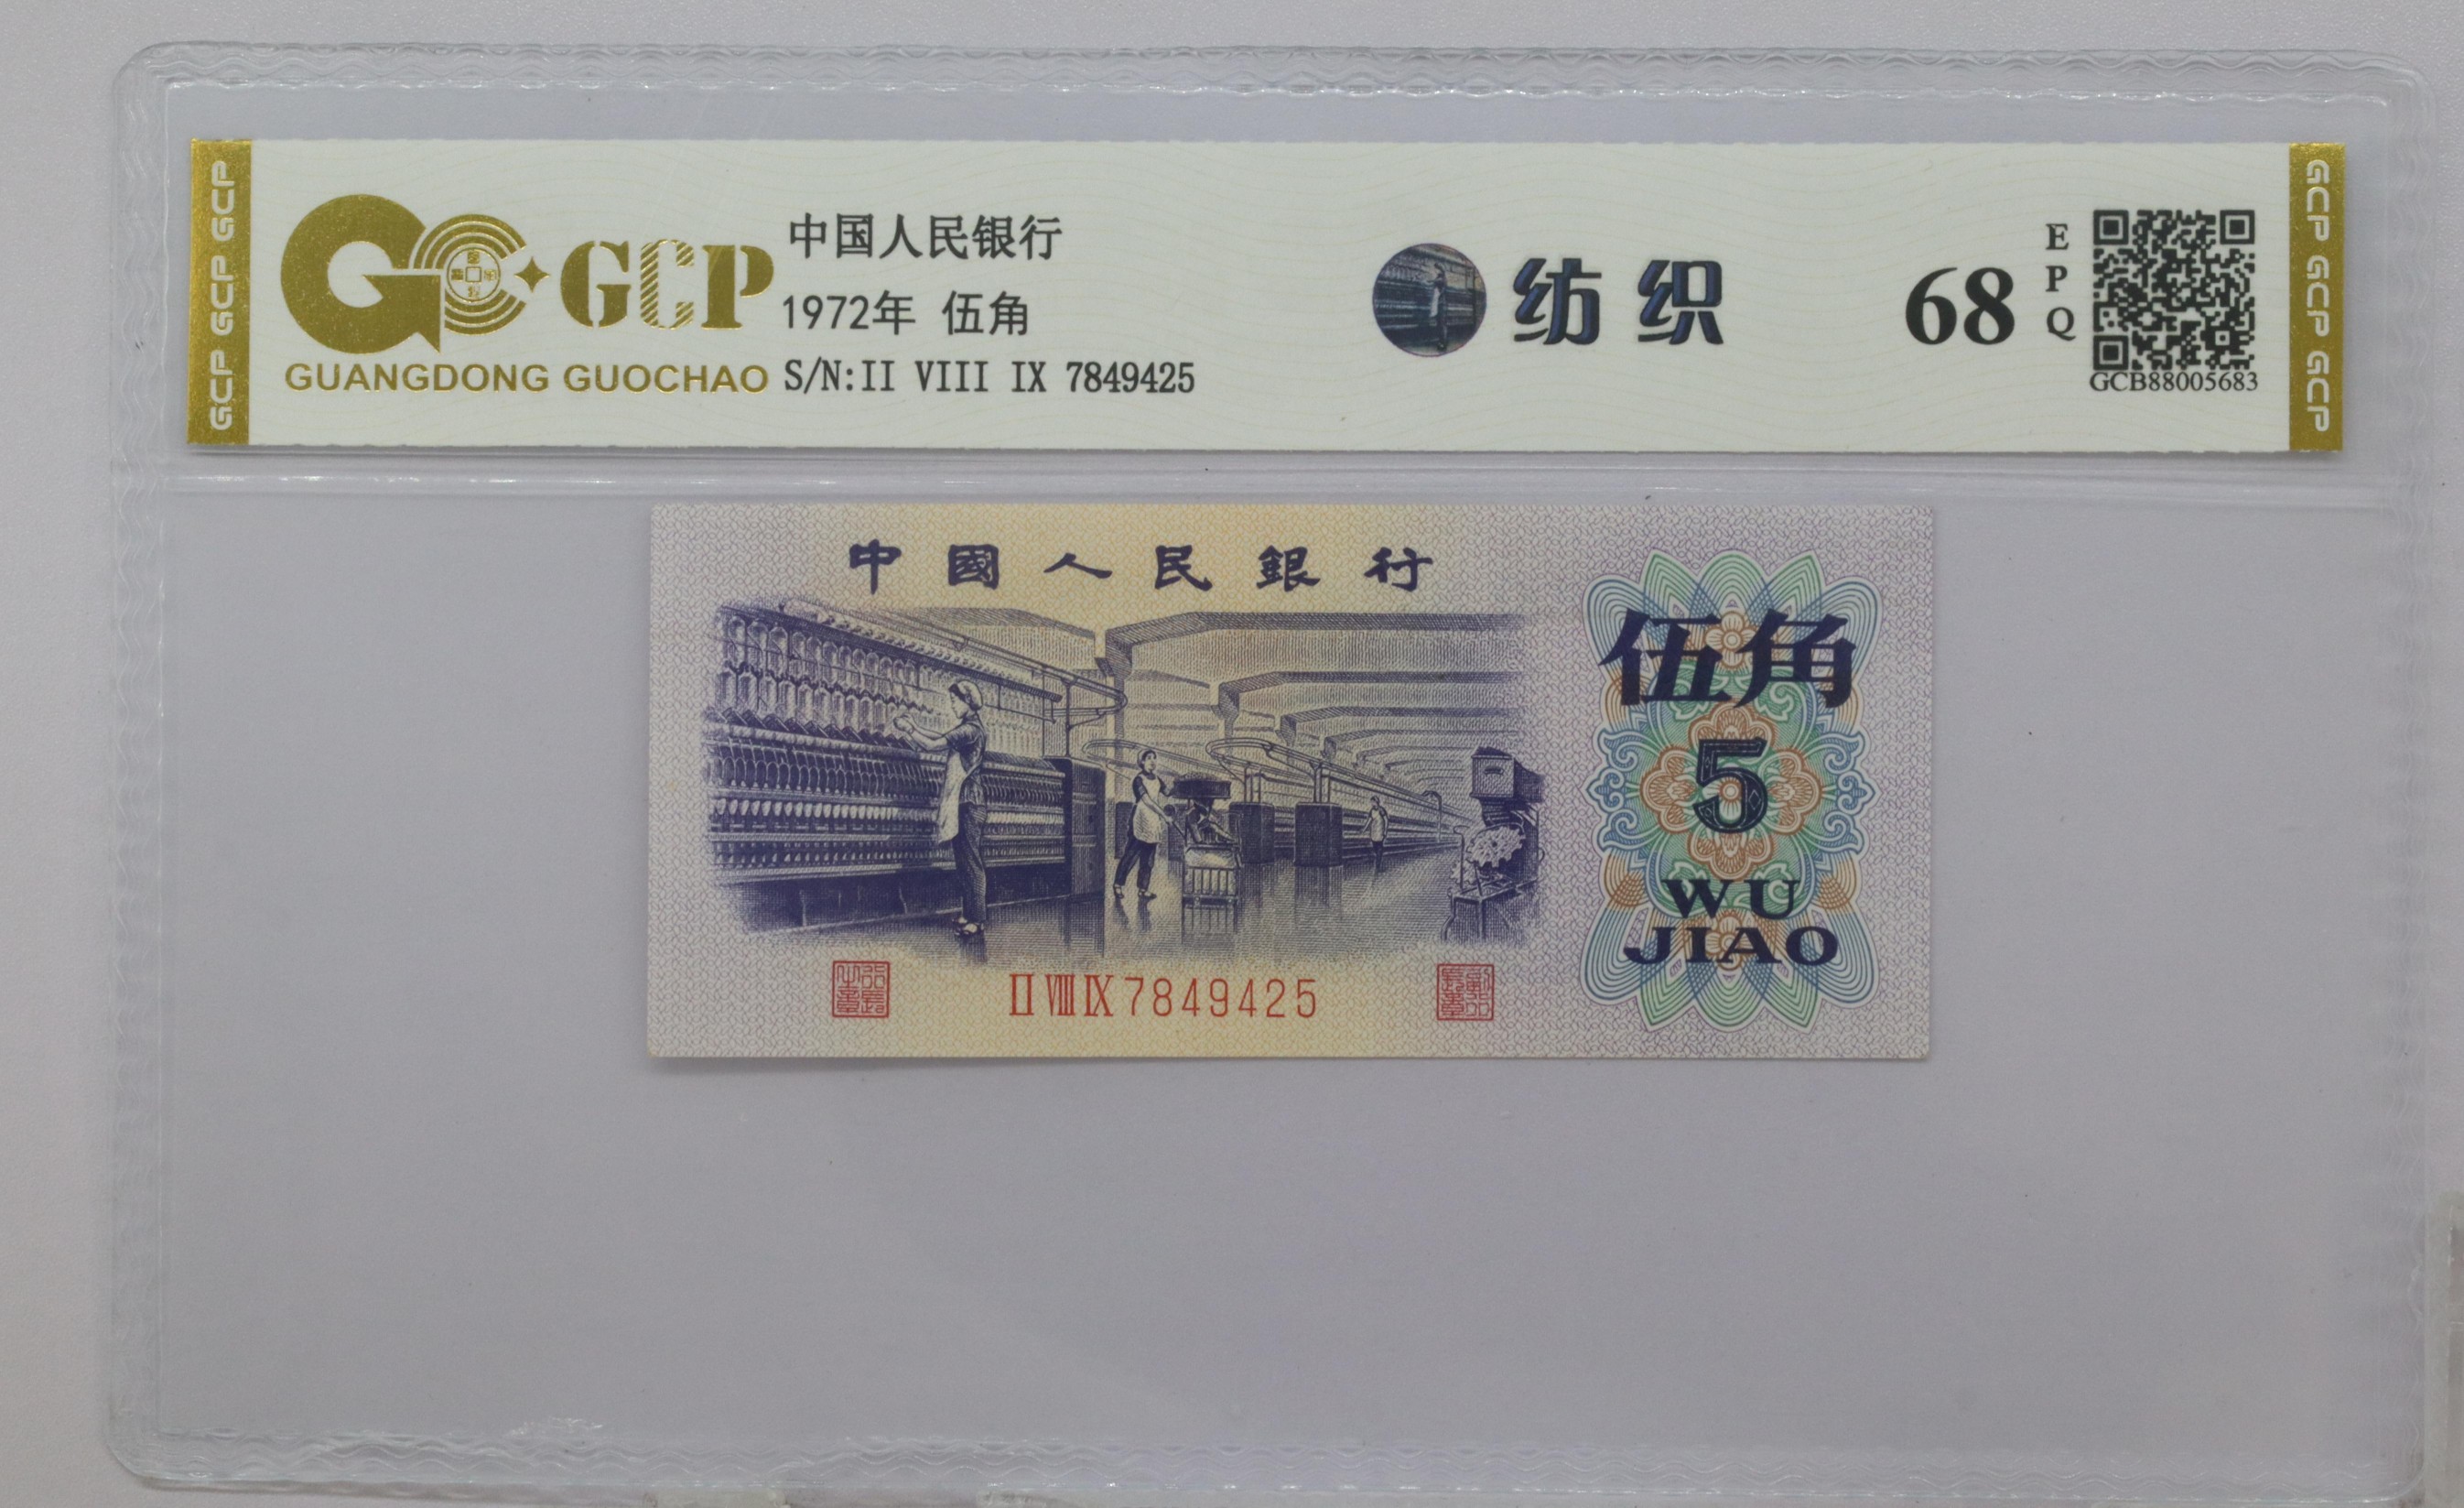 GCP GCP GCP
GCP
GUANGDONG GUOCHAO
中国人民银行
1972年 伍角
S/N:II VIII IX 7849425
纺织
68
EPQ
GCB88005683
GCP GCP GCP
中國人民銀行
伍角
5
WU
JIAO
II VIII IX 7849425